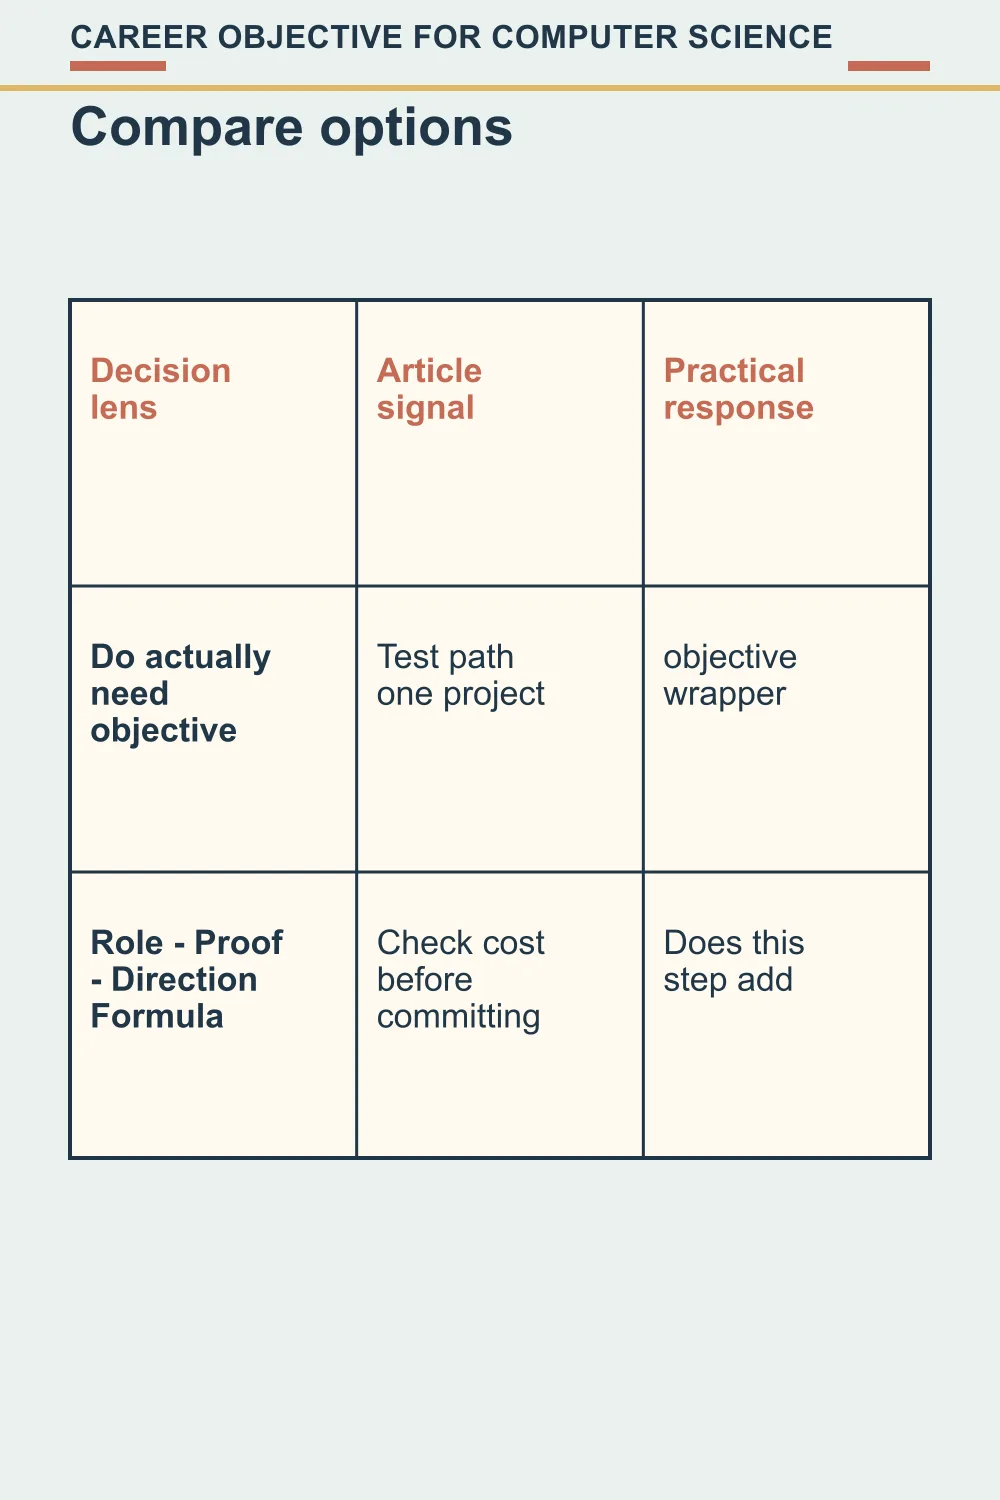 CAREER OBJECTIVE FOR COMPUTER SCIENCE
Compare options
Decision
lens
Article
signal
Practical
response
Do actually
need
objective
Test path
one project
objective
wrapper
Role - Proof
- Direction
Formula
Check cost
before
committing
Does this
step add